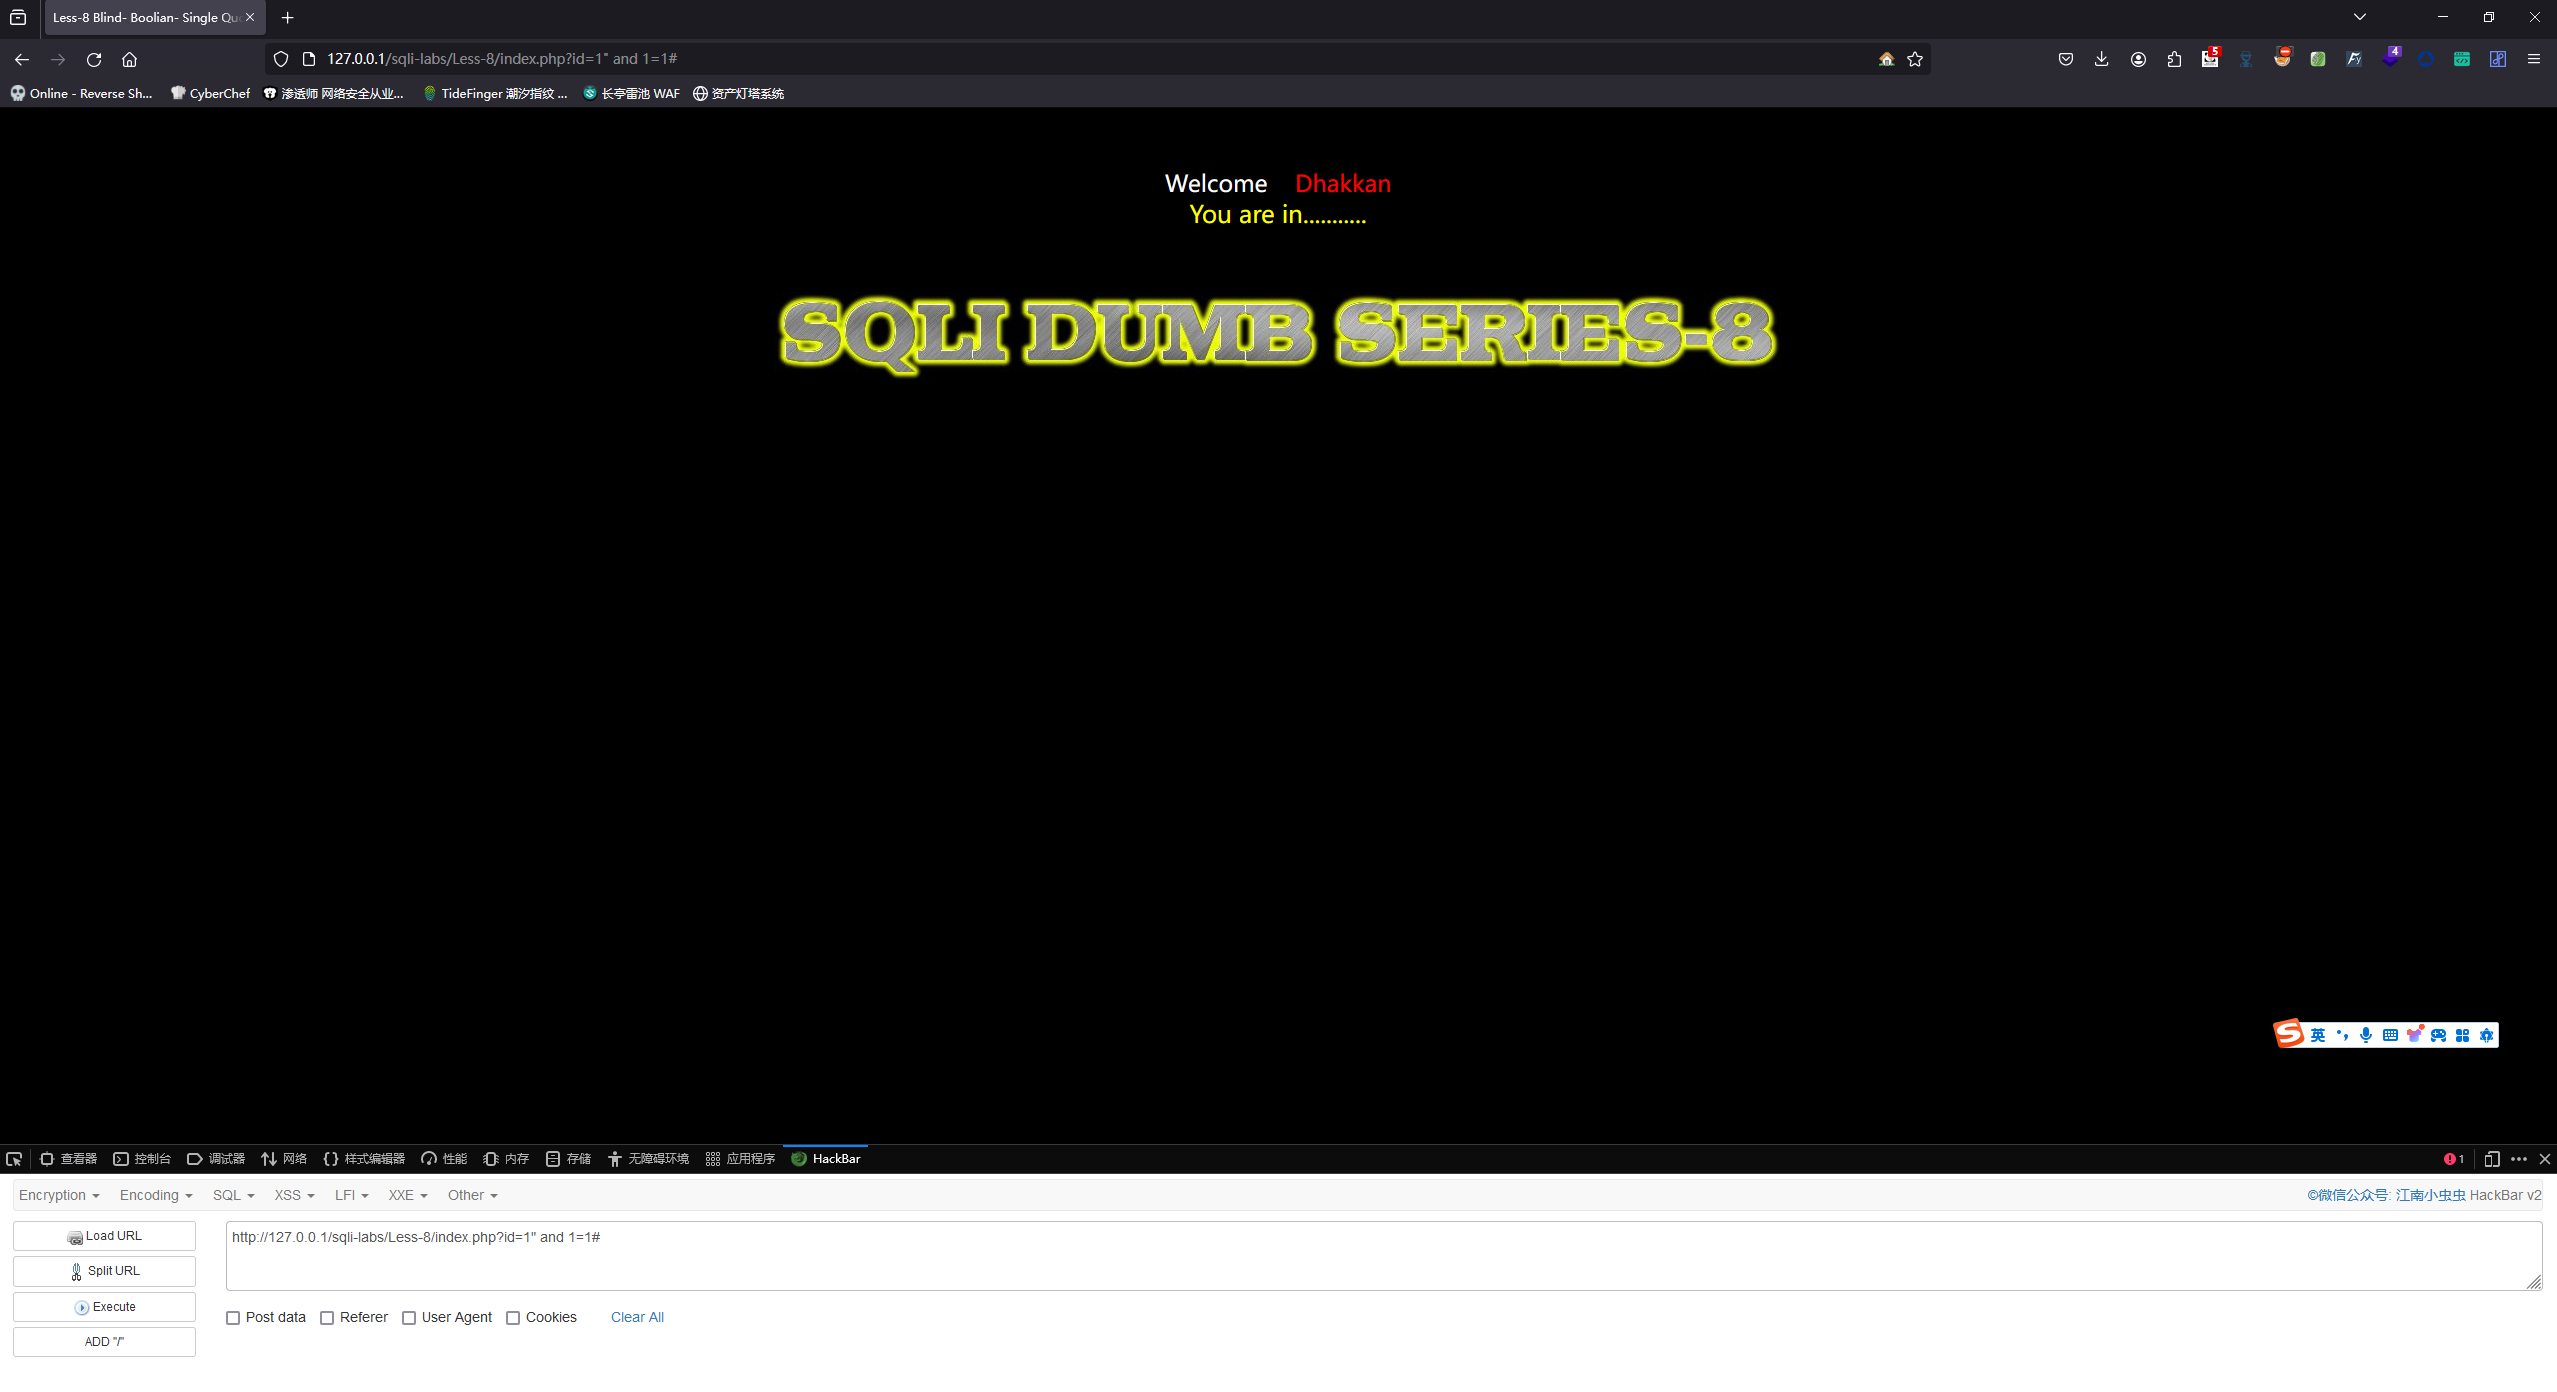 Less-8 Blind- Boolian- Single Qu
127.0.0.1/sqli-labs/Less-8/index.php?id=1" and 1=1#
5
4
Online - Reverse Sh...
CyberChef
渗透师 网络安全从业...
TideFinger 潮汐指纹 ...
长亭雷池 WAF
资产灯塔系统
Welcome Dhakkan
You are in...........
SQLI DUMB SERIES-8
英
查看器
控制台
调试器
网络
样式编辑器
性能
内存
存储
无障碍环境
应用程序
HackBar
1
Encryption
Encoding
SQL
XSS
LFI
XXE
Other
©微信公众号: 江南小虫虫 HackBar v2
Load URL
http://127.0.0.1/sqli-labs/Less-8/index.php?id=1" and 1=1#
Split URL
Execute
Post data
Referer
User Agent
Cookies
Clear All
ADD "/"